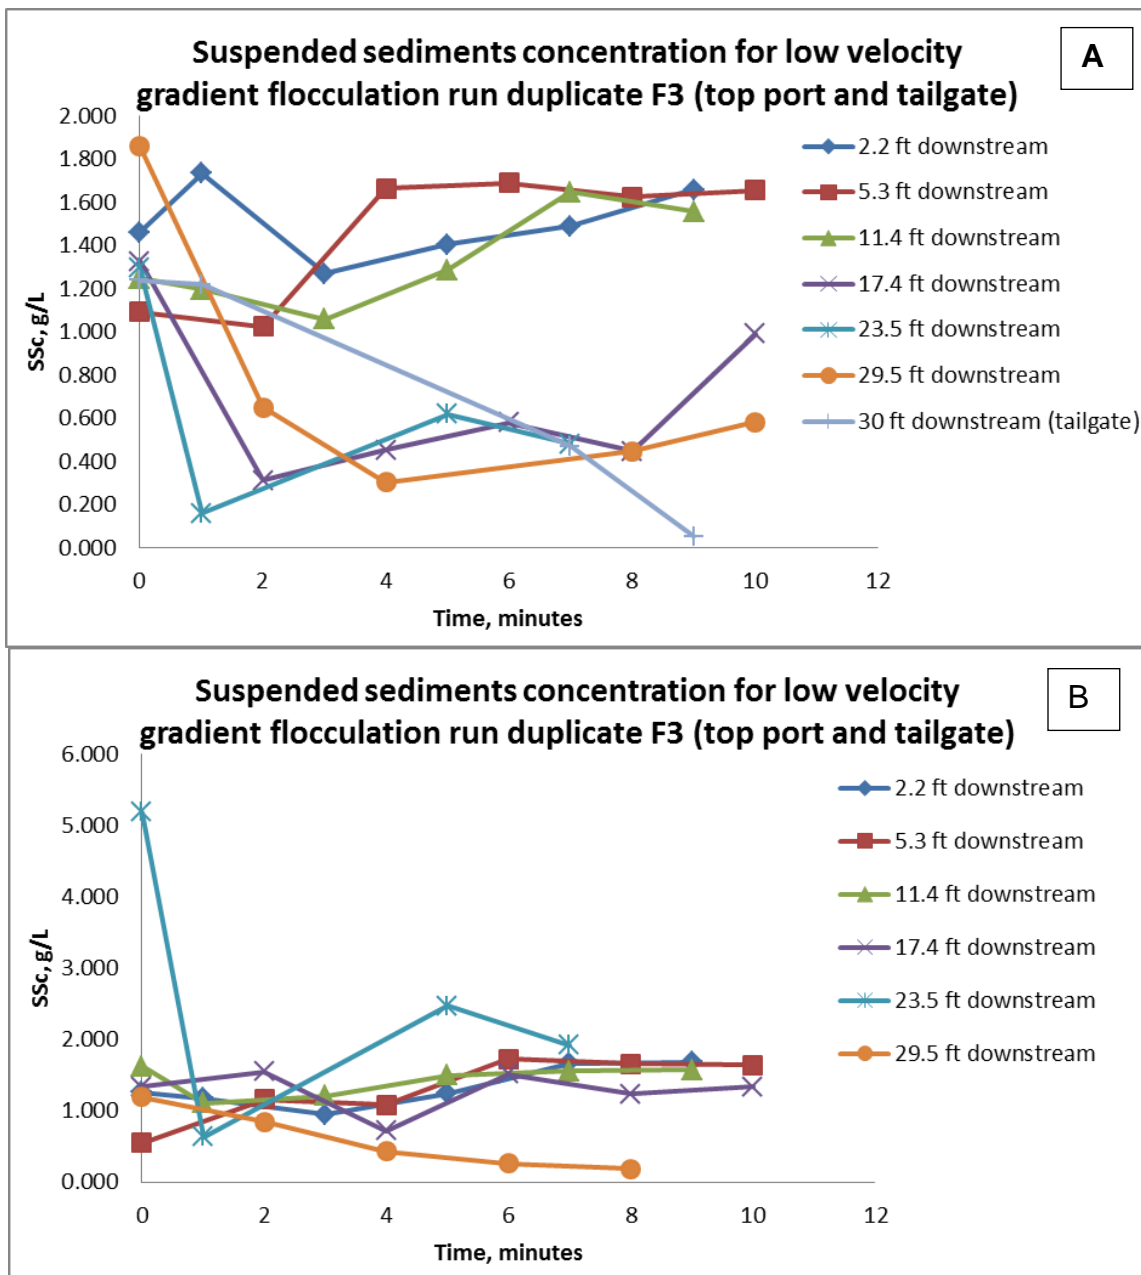 Suspended sediments concentration for low velocity
gradient flocculation run duplicate F3 (top port and tailgate)
A
2.000
1.800
1.600
1.400
1.200
1.000
0.800
0.600
0.400
0.200
0.000
SSc, g/L
0 2 4 6 8 10 12
Time, minutes
2.2 ft downstream
5.3 ft downstream
11.4 ft downstream
17.4 ft downstream
23.5 ft downstream
29.5 ft downstream
30 ft downstream (tailgate)
Suspended sediments concentration for low velocity
gradient flocculation run duplicate F3 (top port and tailgate)
B
6.000
5.000
4.000
3.000
2.000
1.000
0.000
SSc, g/L
0 2 4 6 8 10 12
Time, minutes
2.2 ft downstream
5.3 ft downstream
11.4 ft downstream
17.4 ft downstream
23.5 ft downstream
29.5 ft downstream